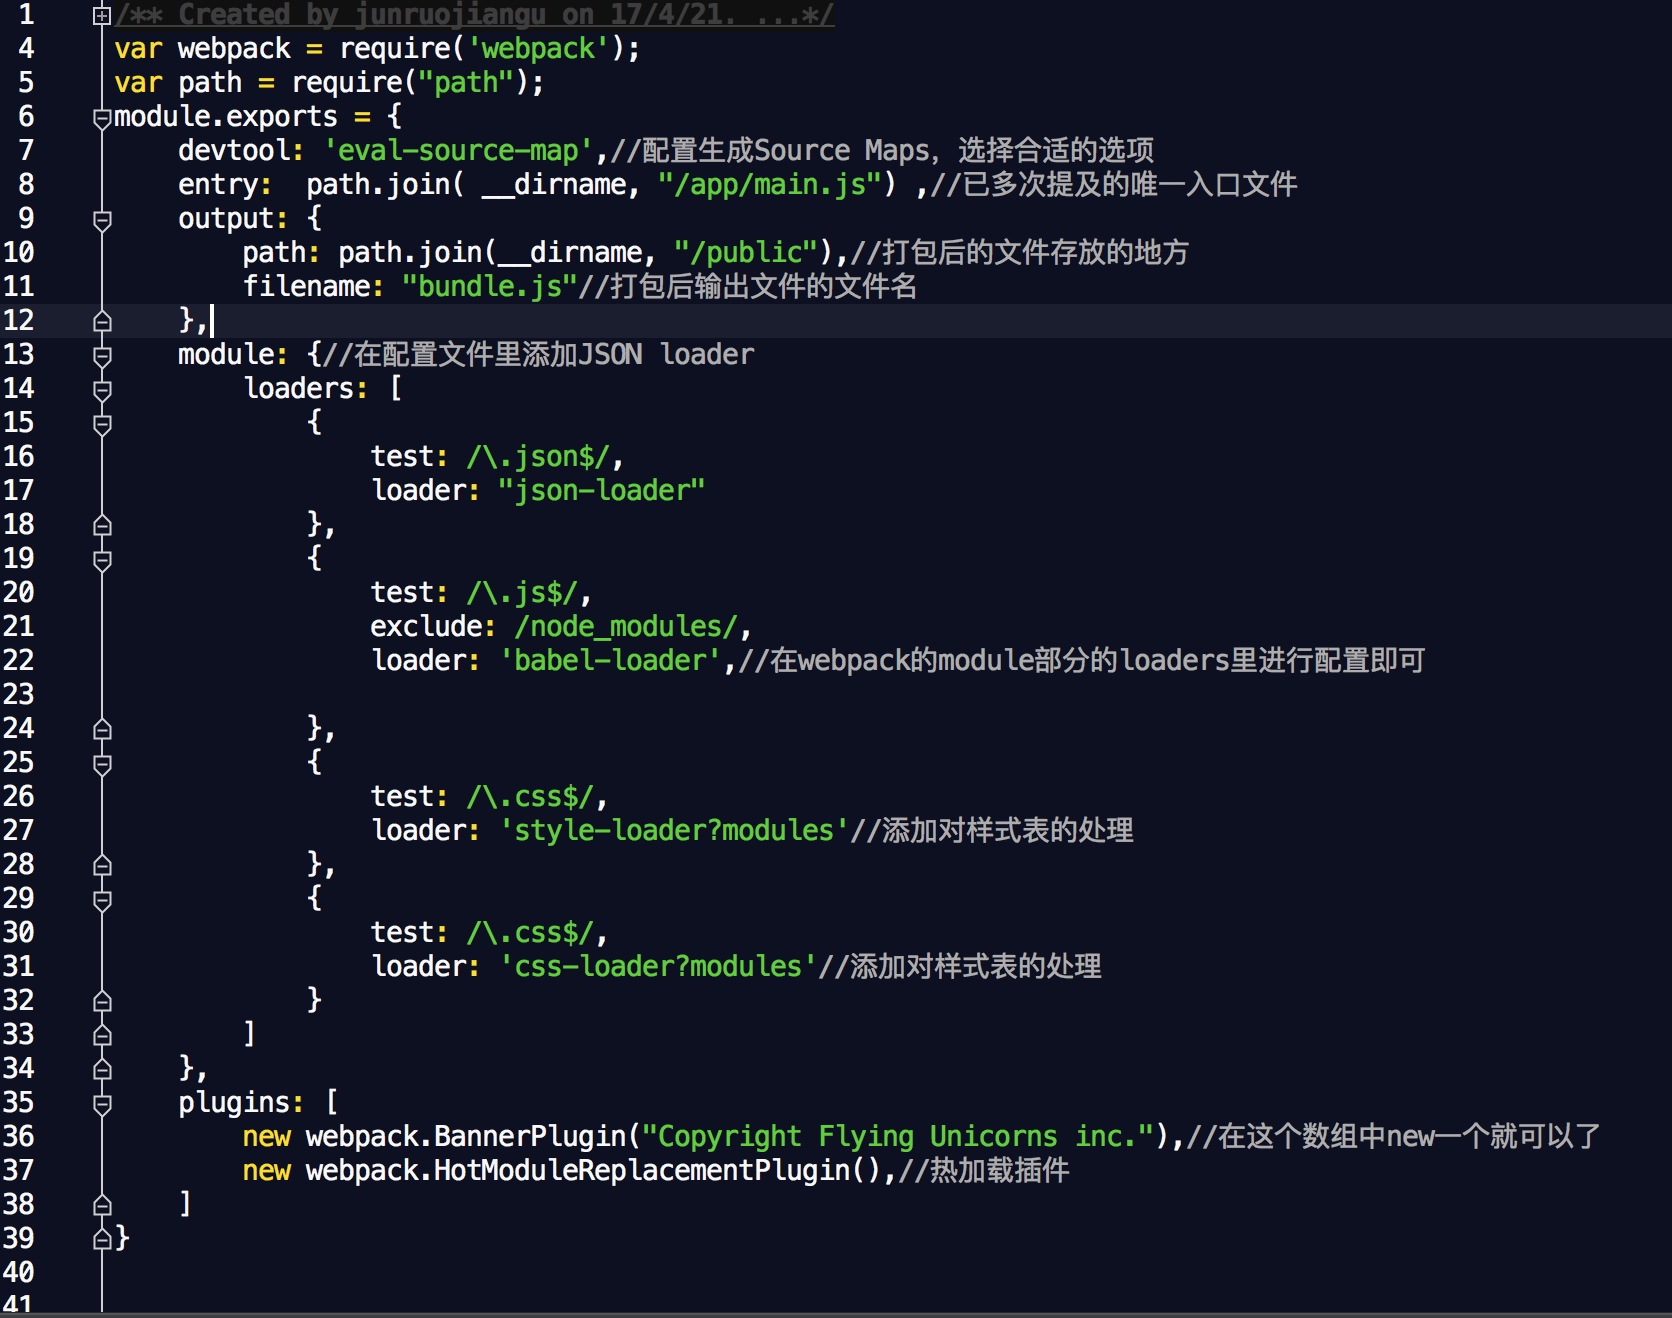 1 /** Created by junruojiangu on 17/4/21. ...*/
4 var webpack = require('webpack');
5 var path = require("path");
6 module.exports = {
7 devtool: 'eval-source-map',//配置生成Source Maps，选择合适的选项
8 entry:  path.join( __dirname, "/app/main.js") ,//已多次提及的唯一入口文件
9 output: {
10 path: path.join(__dirname, "/public"),//打包后的文件存放的地方
11 filename: "bundle.js"//打包后输出文件的文件名
12 },
13 module: {//在配置文件里添加JSON loader
14 loaders: [
15 {
16 test: /\.json$/,
17 loader: "json-loader"
18 },
19 {
20 test: /\.js$/,
21 exclude: /node_modules/,
22 loader: 'babel-loader',//在webpack的module部分的loaders里进行配置即可
23
24 },
25 {
26 test: /\.css$/,
27 loader: 'style-loader?modules'//添加对样式表的处理
28 },
29 {
30 test: /\.css$/,
31 loader: 'css-loader?modules'//添加对样式表的处理
32 }
33 ]
34 },
35 plugins: [
36 new webpack.BannerPlugin("Copyright Flying Unicorns inc."),//在这个数组中new一个就可以了
37 new webpack.HotModuleReplacementPlugin(),//热加载插件
38 ]
39 }
40
41